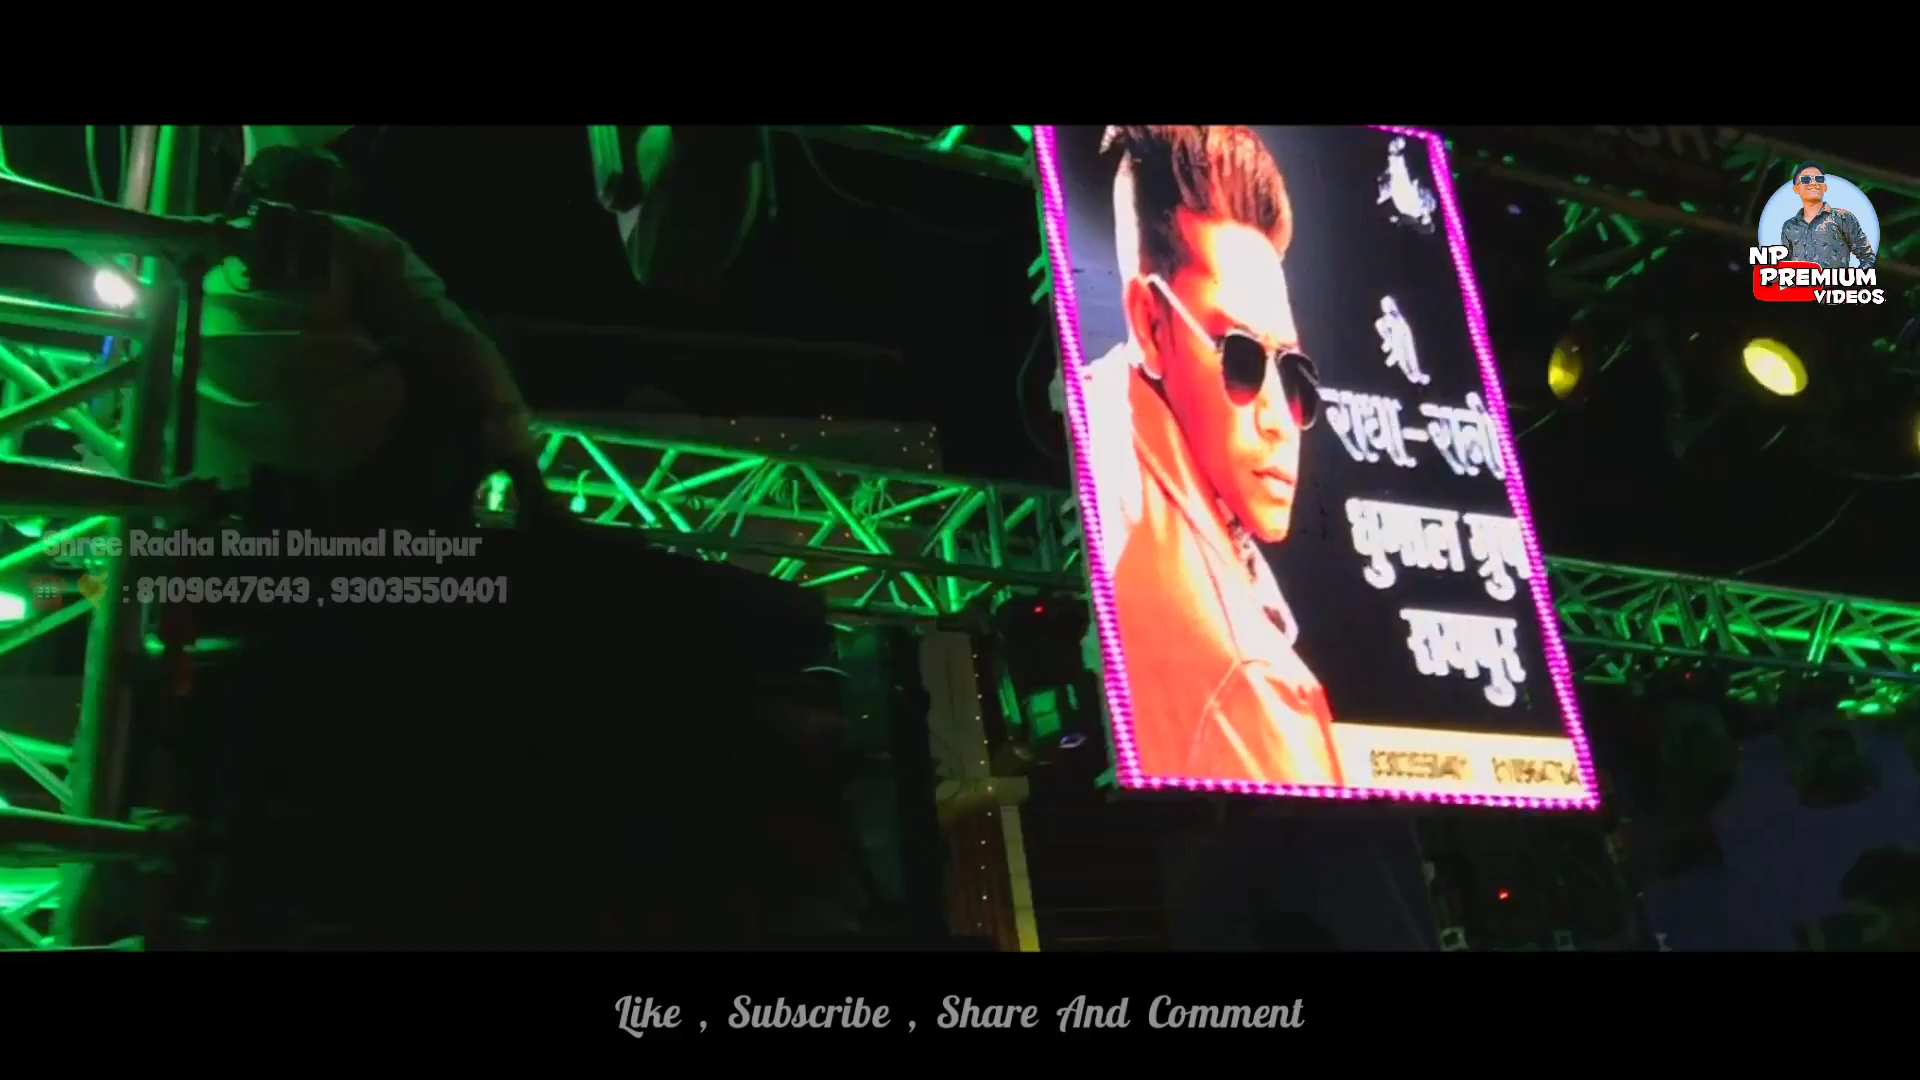 NP
PREMIUM
VIDEOS
श्री
राधा-रानी
धुमाल ग्रुप
रायपुर
Shree Radha Rani Dhumal Raipur
: 8109647643 , 9303550401
Like , Subscribe , Share And Comment